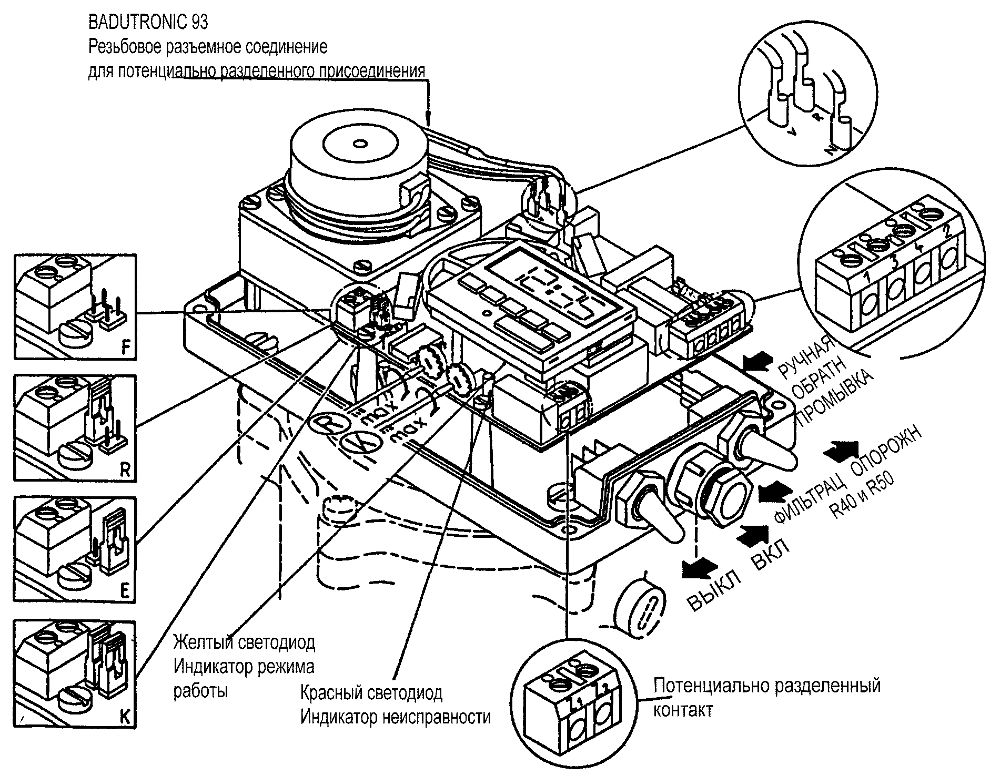 BADUTRONIC 93
Резьбовое разъемное соединение
для потенциально разделенного присоединения
V
R
N
1 3 4 2
F
R
E
K
R
max
K
max
РУЧНАЯ
ОБРАТН
ПРОМЫВКА
ОПОРОЖН
ФИЛЬТРАЦ
R40 и R50
ВКЛ
ВЫКЛ
Желтый светодиод
Индикатор режима
работы
Красный светодиод
Индикатор неисправности
Потенциально разделенный
контакт